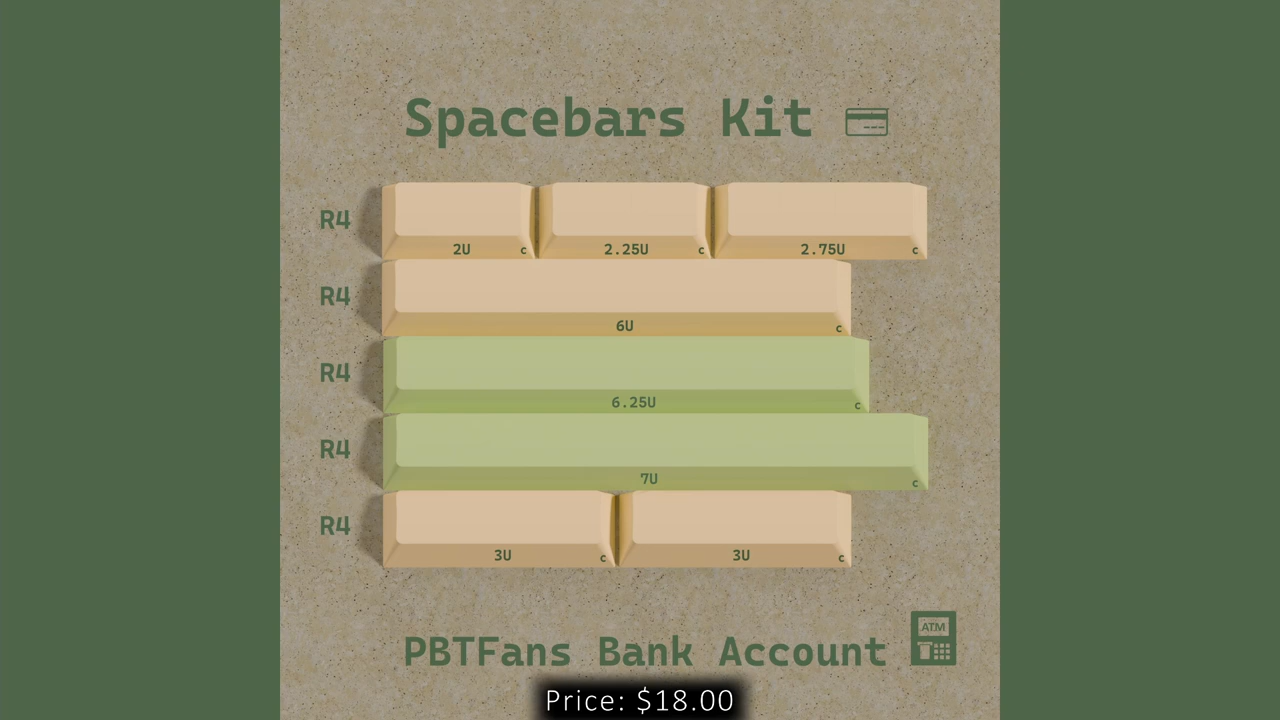 Spacebars Kit
R4 2U c 2.25U c 2.75U c
R4 6U c
R4 6.25U c
R4 7U c
R4 3U c 3U c
ATM
PBTFans Bank Account
Price: $18.00